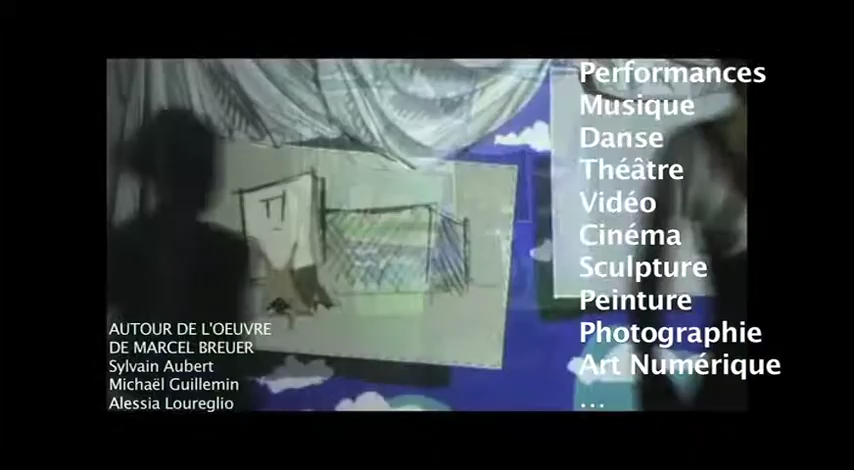 Performances
Musique
Danse
Théâtre
Vidéo
Cinéma
Sculpture
Peinture
Photographie
Art Numérique
...
AUTOUR DE L'OEUVRE
DE MARCEL BREUER
Sylvain Aubert
Michaël Guillemin
Alessia Loureglio